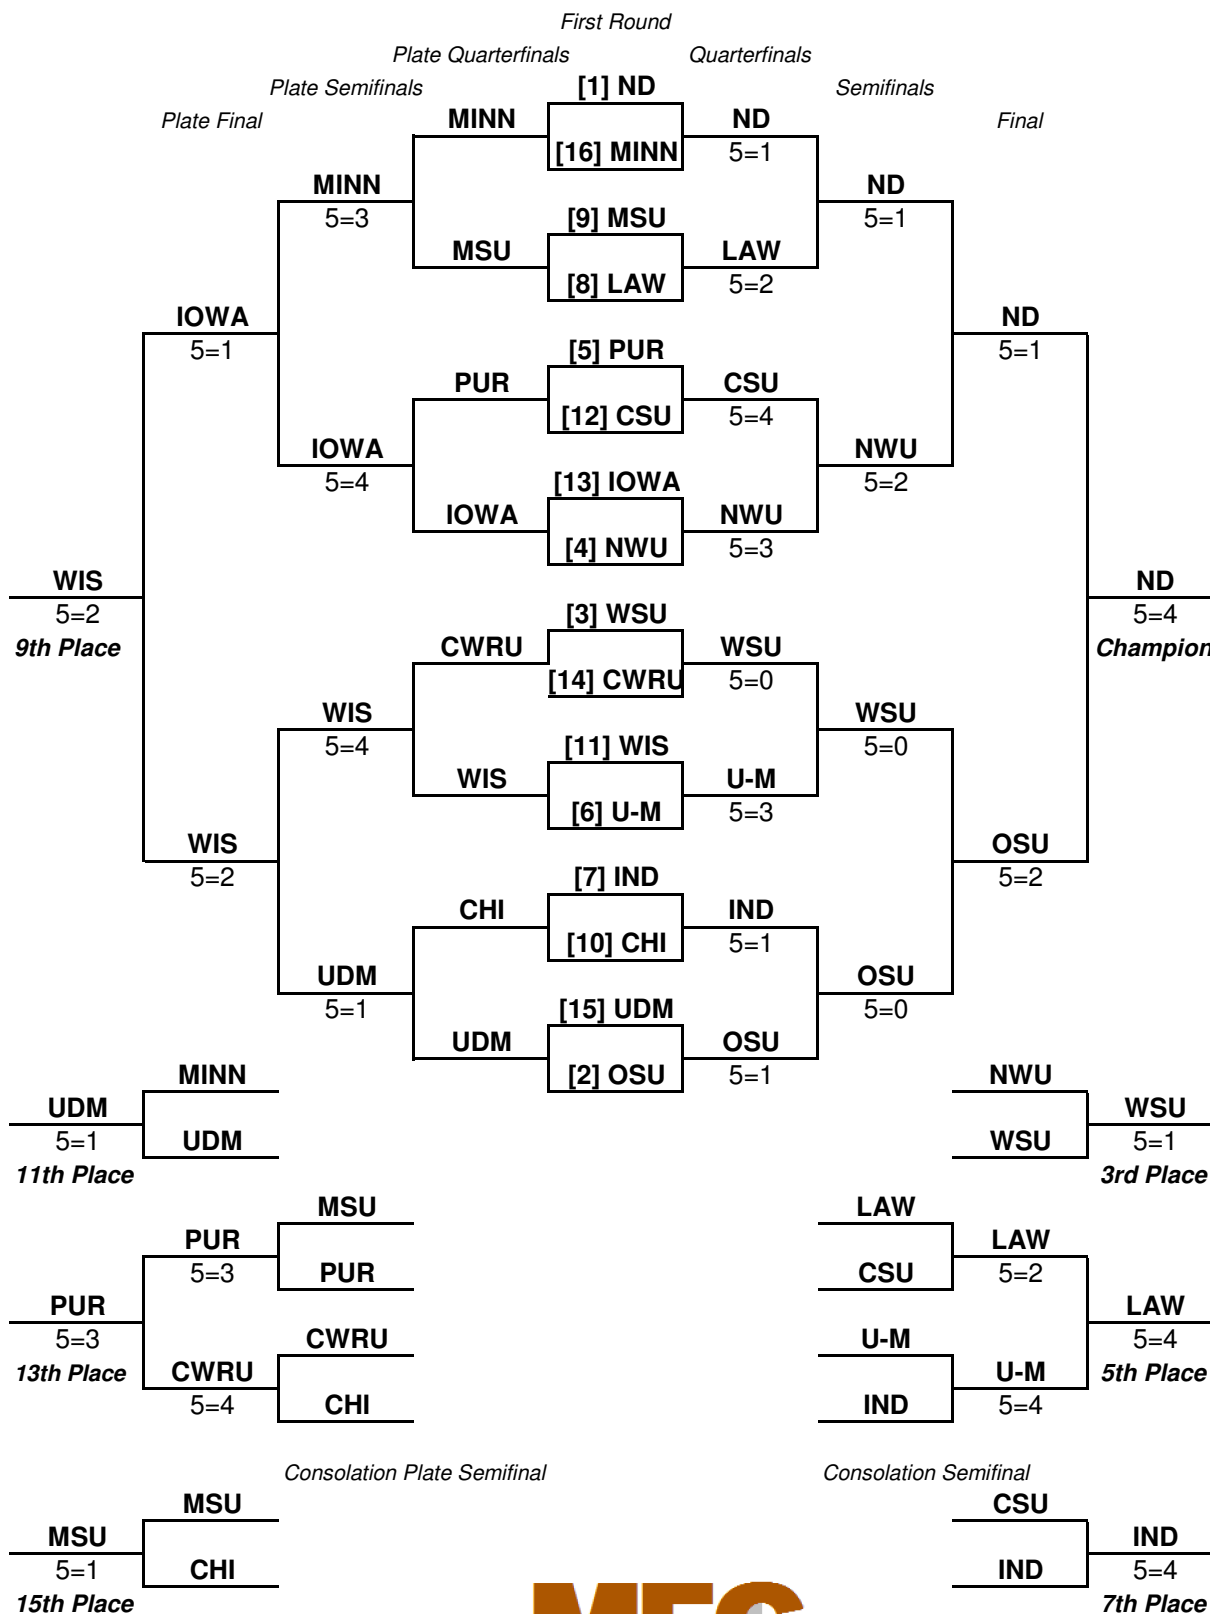 First Round
Plate Quarterfinals Quarterfinals
Plate Semifinals [1] ND Semifinals
Plate Final MINN ND Final
[16] MINN 5=1
MINN ND
5=3 [9] MSU 5=1
MSU LAW
[8] LAW 5=2
IOWA ND
5=1 [5] PUR 5=1
PUR CSU
[12] CSU 5=4
IOWA NWU
5=4 [13] IOWA 5=2
IOWA NWU
[4] NWU 5=3
WIS ND
5=2 [3] WSU 5=4
9th Place CWRU WSU Champion
[14] CWRU 5=0
WIS WSU
5=4 [11] WIS 5=0
WIS U-M
[6] U-M 5=3
WIS OSU
5=2 [7] IND 5=2
CHI IND
[10] CHI 5=1
UDM OSU
5=1 [15] UDM 5=0
UDM OSU
MINN [2] OSU 5=1 NWU
UDM WSU
5=1 UDM WSU 5=1
11th Place 3rd Place
MSU LAW
PUR LAW
5=3 PUR CSU 5=2
PUR LAW
5=3 CWRU U-M 5=4
13th Place CWRU U-M 5th Place
5=4 CHI IND 5=4
Consolation Plate Semifinal Consolation Semifinal
MSU CSU
MSU IND
5=1 CHI IND 5=4
15th Place 7th Place